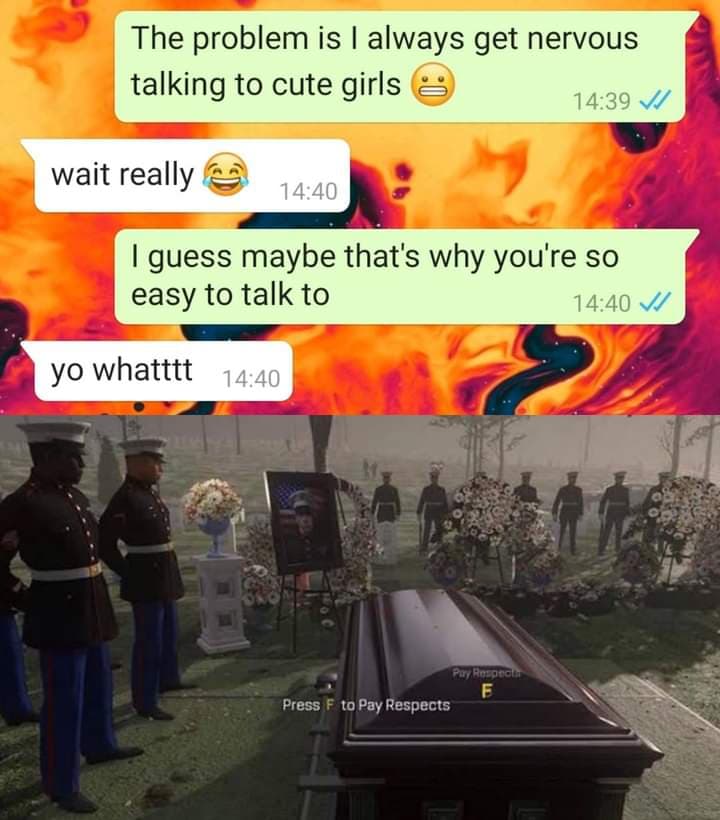 The problem is I always get nervous
talking to cute girls 😬
14:39
wait really 😂
14:40
I guess maybe that's why you're so
easy to talk to
14:40
yo whatttt
14:40
Pay Respects
F
Press F to Pay Respects